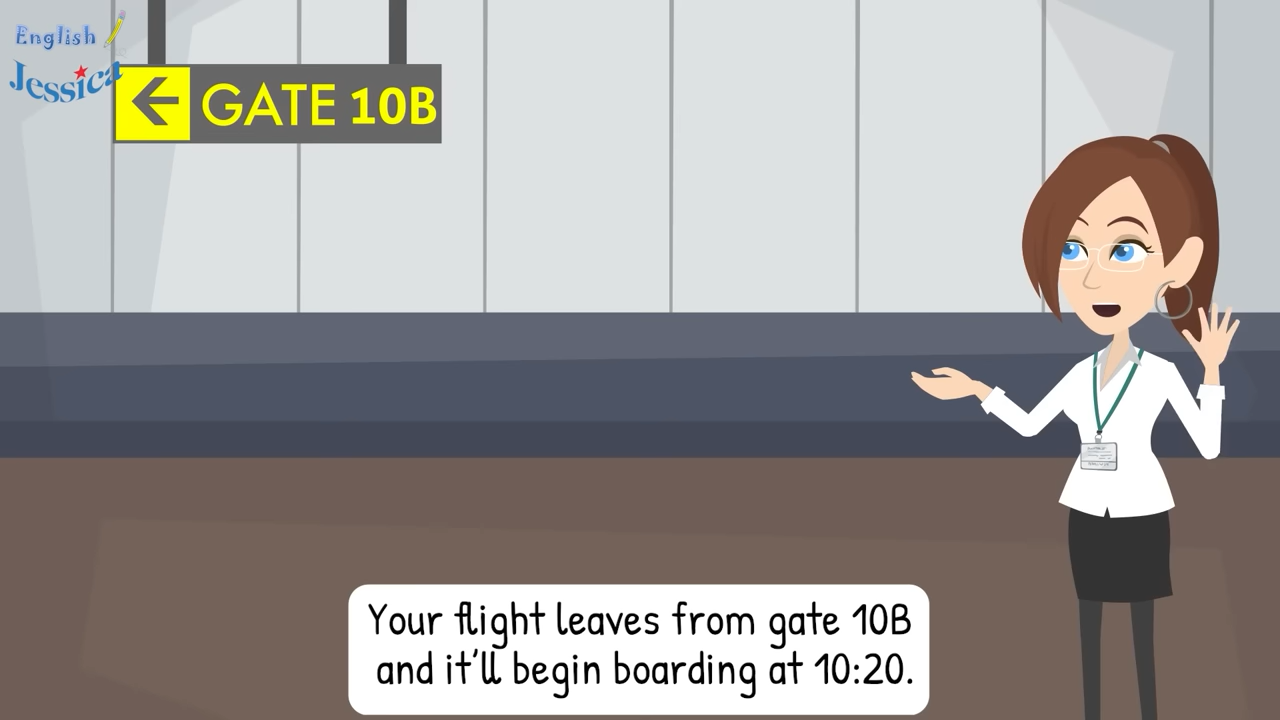 English
Jessica
GATE 10B
Your flight leaves from gate 10B
and it'll begin boarding at 10:20.